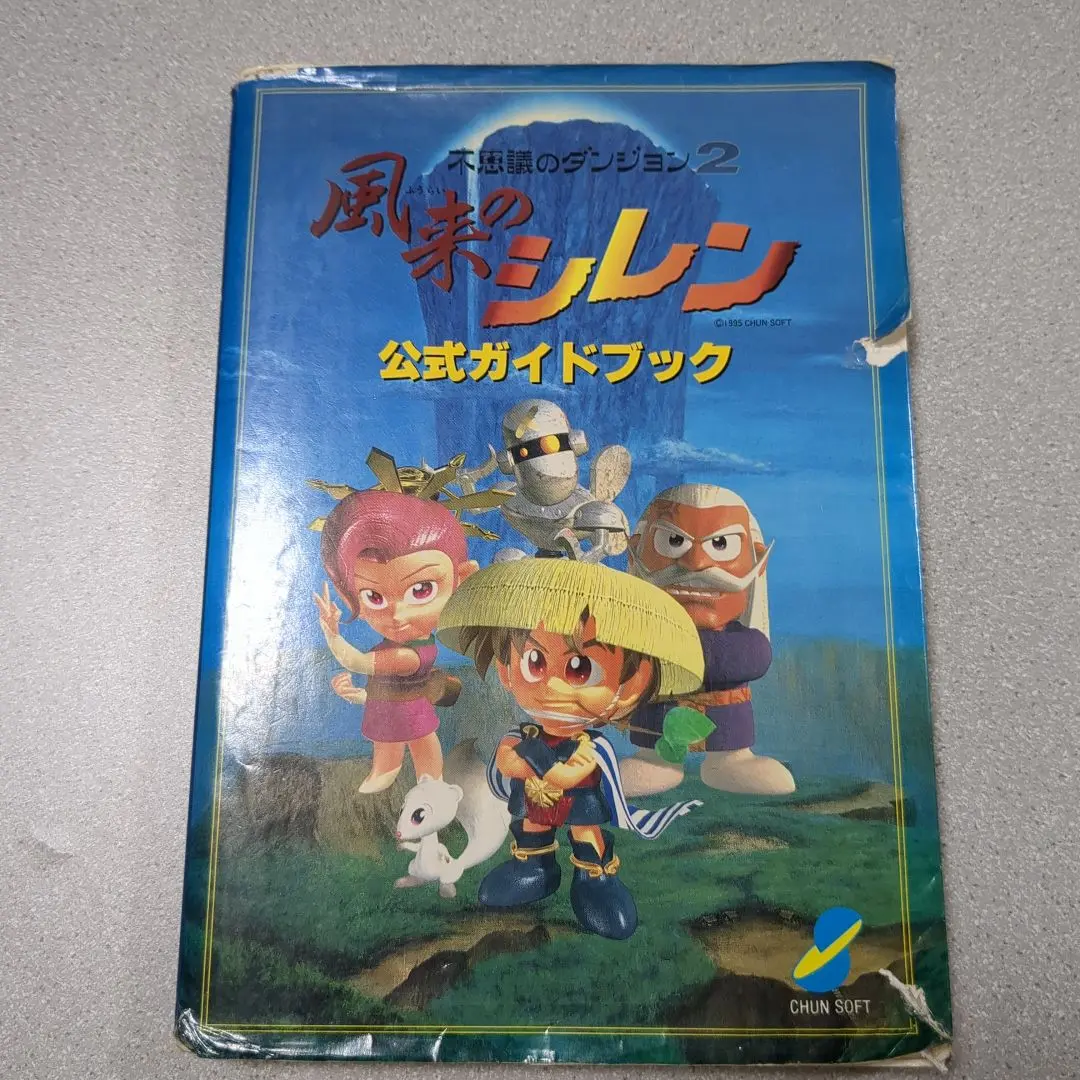 不思議のダンジョン2
風来の
ふうらい
シレン
©1995 CHUN SOFT
公式ガイドブック
CHUN SOFT